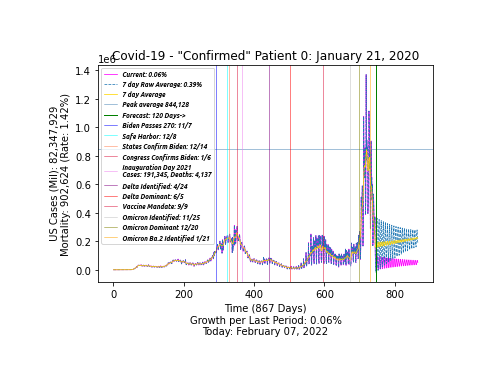 Covid-19 - "Confirmed" Patient 0: January 21, 2020
1e6
1.4
1.2
1.0
0.8
0.6
0.4
0.2
0.0
US Cases (Mil): 82,347,929
Mortality: 902,624 (Rate: 1.42%)
Current: 0.06%
7 day Raw Average: 0.39%
7 day Average
Peak average 844,128
Forecast: 120 Days->
Biden Passes 270: 11/7
Safe Harbor: 12/8
States Confirm Biden: 12/14
Congress Confirms Biden: 1/6
Inauguration Day 2021
Cases: 191,345, Deaths: 4,137
Delta Identified: 4/24
Delta Dominant: 6/5
Vaccine Mandate: 9/9
Omicron Identified: 11/25
Omicron Dominant 12/20
Omicron Ba.2 Identified 1/21
0 200 400 600 800
Time (867 Days)
Growth per Last Period: 0.06%
Today: February 07, 2022